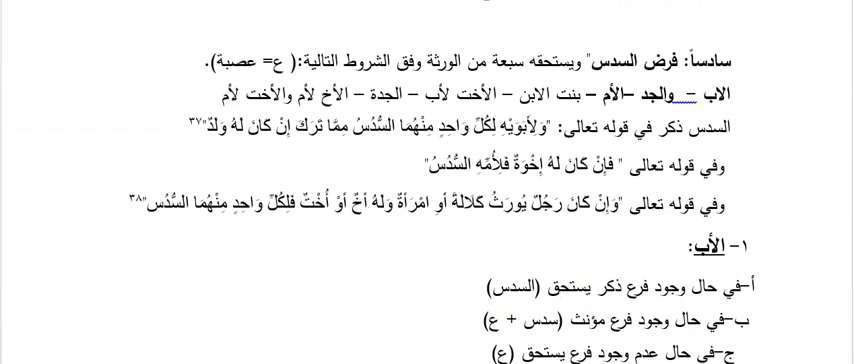 سادساً: فرض السدس" ويستحقه سبعة من الورثة وفق الشروط التالية:( ع= عصبة).
الاب – والجد –الأم – بنت الابن – الأخت لأب – الجدة – الأخ لأم والأخت لأم
السدس ذكر في قوله تعالى: "وَلِأَبَوَيْهِ لِكُلِّ وَاحِدٍ مِنْهُمَا السُّدُسُ مِمَّا تَرَكَ إِنْ كَانَ لَهُ وَلَدٌ"٣٧
وفي قوله تعالى " فَإِنْ كَانَ لَهُ إِخْوَةٌ فَلِأُمِّهِ السُّدُسُ"
وفي قوله تعالى "وَإِنْ كَانَ رَجُلٌ يُورَثُ كَلَالَةً أَوِ امْرَأَةٌ وَلَهُ أَخٌ أَوْ أُخْتٌ فَلِكُلِّ وَاحِدٍ مِنْهُمَا السُّدُس"٣٨
١- الأب:
أ-في حال وجود فرع ذكر يستحق (السدس)
ب-في حال وجود فرع مؤنث (سدس + ع)
ج-في حال عدم وجود فرع يستحق (ع)